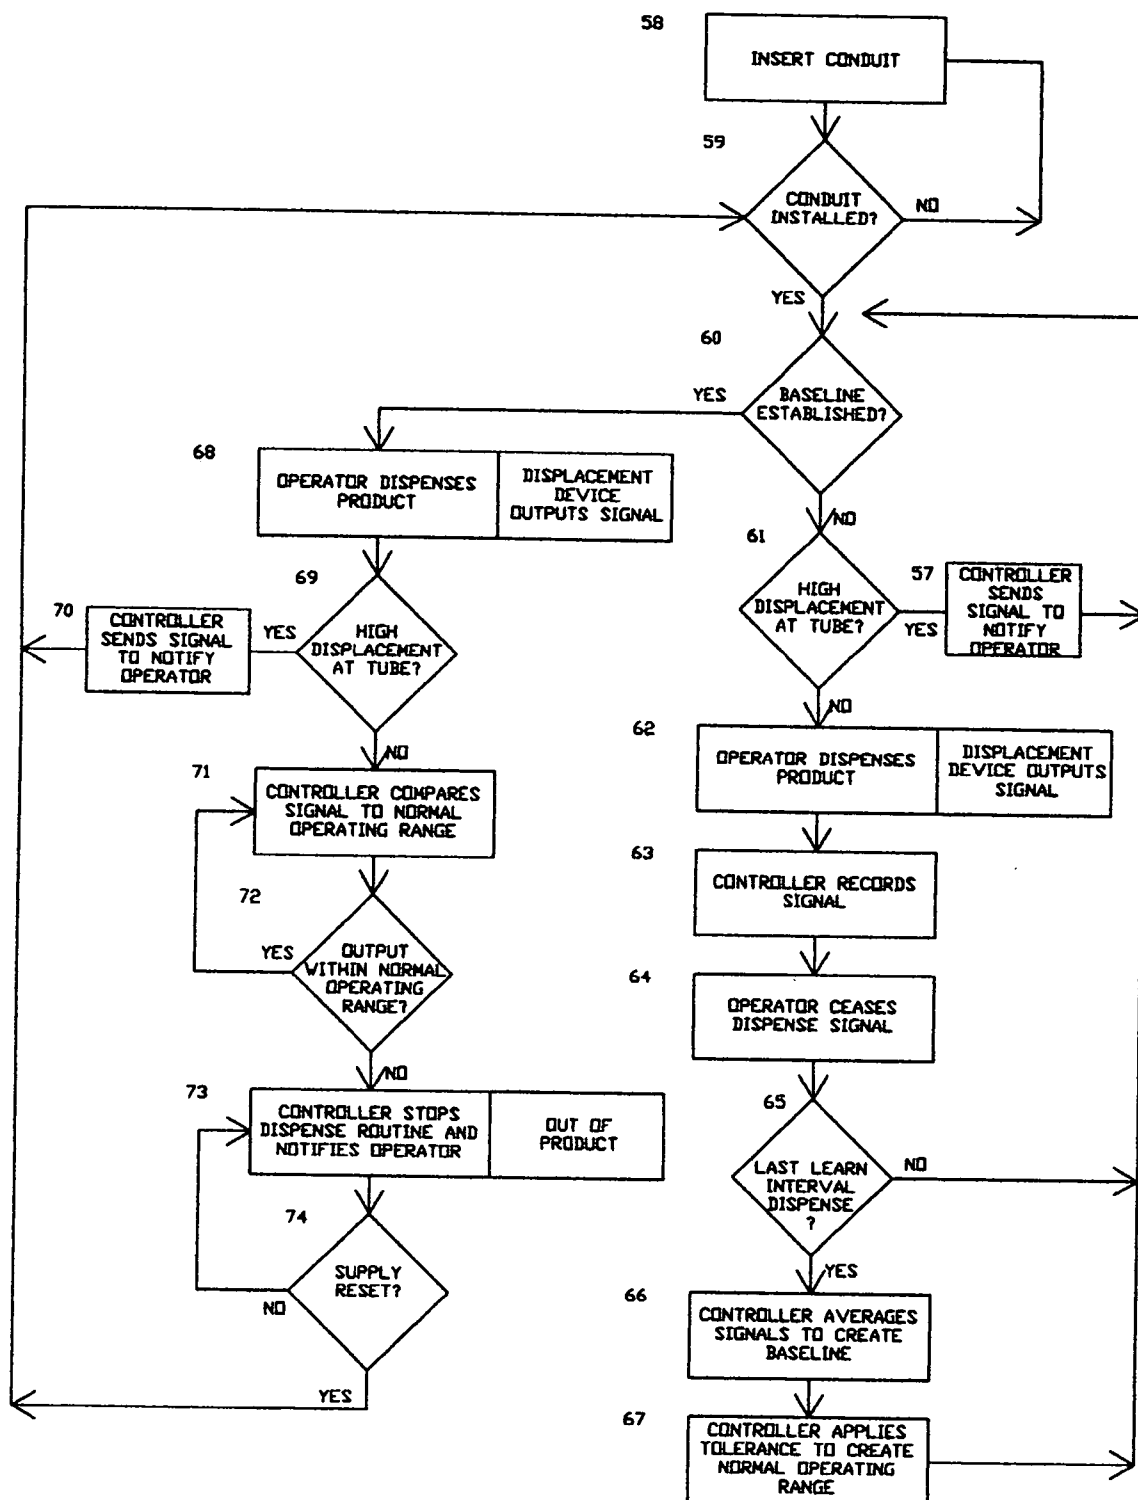 58
INSERT CONDUIT
59
CONDUIT
INSTALLED?
NO
YES
60
BASELINE
ESTABLISHED?
YES
NO
68
OPERATOR DISPENSES
PRODUCT
DISPLACEMENT
DEVICE
OUTPUTS SIGNAL
61
HIGH
DISPLACEMENT
AT TUBE?
YES
57
CONTROLLER
SENDS
SIGNAL TO
NOTIFY
OPERATOR
NO
69
HIGH
DISPLACEMENT
AT TUBE?
YES
70
CONTROLLER
SENDS SIGNAL
TO NOTIFY
OPERATOR
NO
62
OPERATOR DISPENSES
PRODUCT
DISPLACEMENT
DEVICE OUTPUTS
SIGNAL
71
CONTROLLER COMPARES
SIGNAL TO NORMAL
OPERATING RANGE
63
CONTROLLER RECORDS
SIGNAL
72
YES
OUTPUT
WITHIN NORMAL
OPERATING
RANGE?
NO
64
OPERATOR CEASES
DISPENSE SIGNAL
73
CONTROLLER STOPS
DISPENSE ROUTINE AND
NOTIFIES OPERATOR
OUT OF
PRODUCT
65
LAST LEARN
INTERVAL
DISPENSE
?
NO
YES
74
SUPPLY
RESET?
NO
YES
66
CONTROLLER AVERAGES
SIGNALS TO CREATE
BASELINE
67
CONTROLLER APPLIES
TOLERANCE TO CREATE
NORMAL OPERATING
RANGE